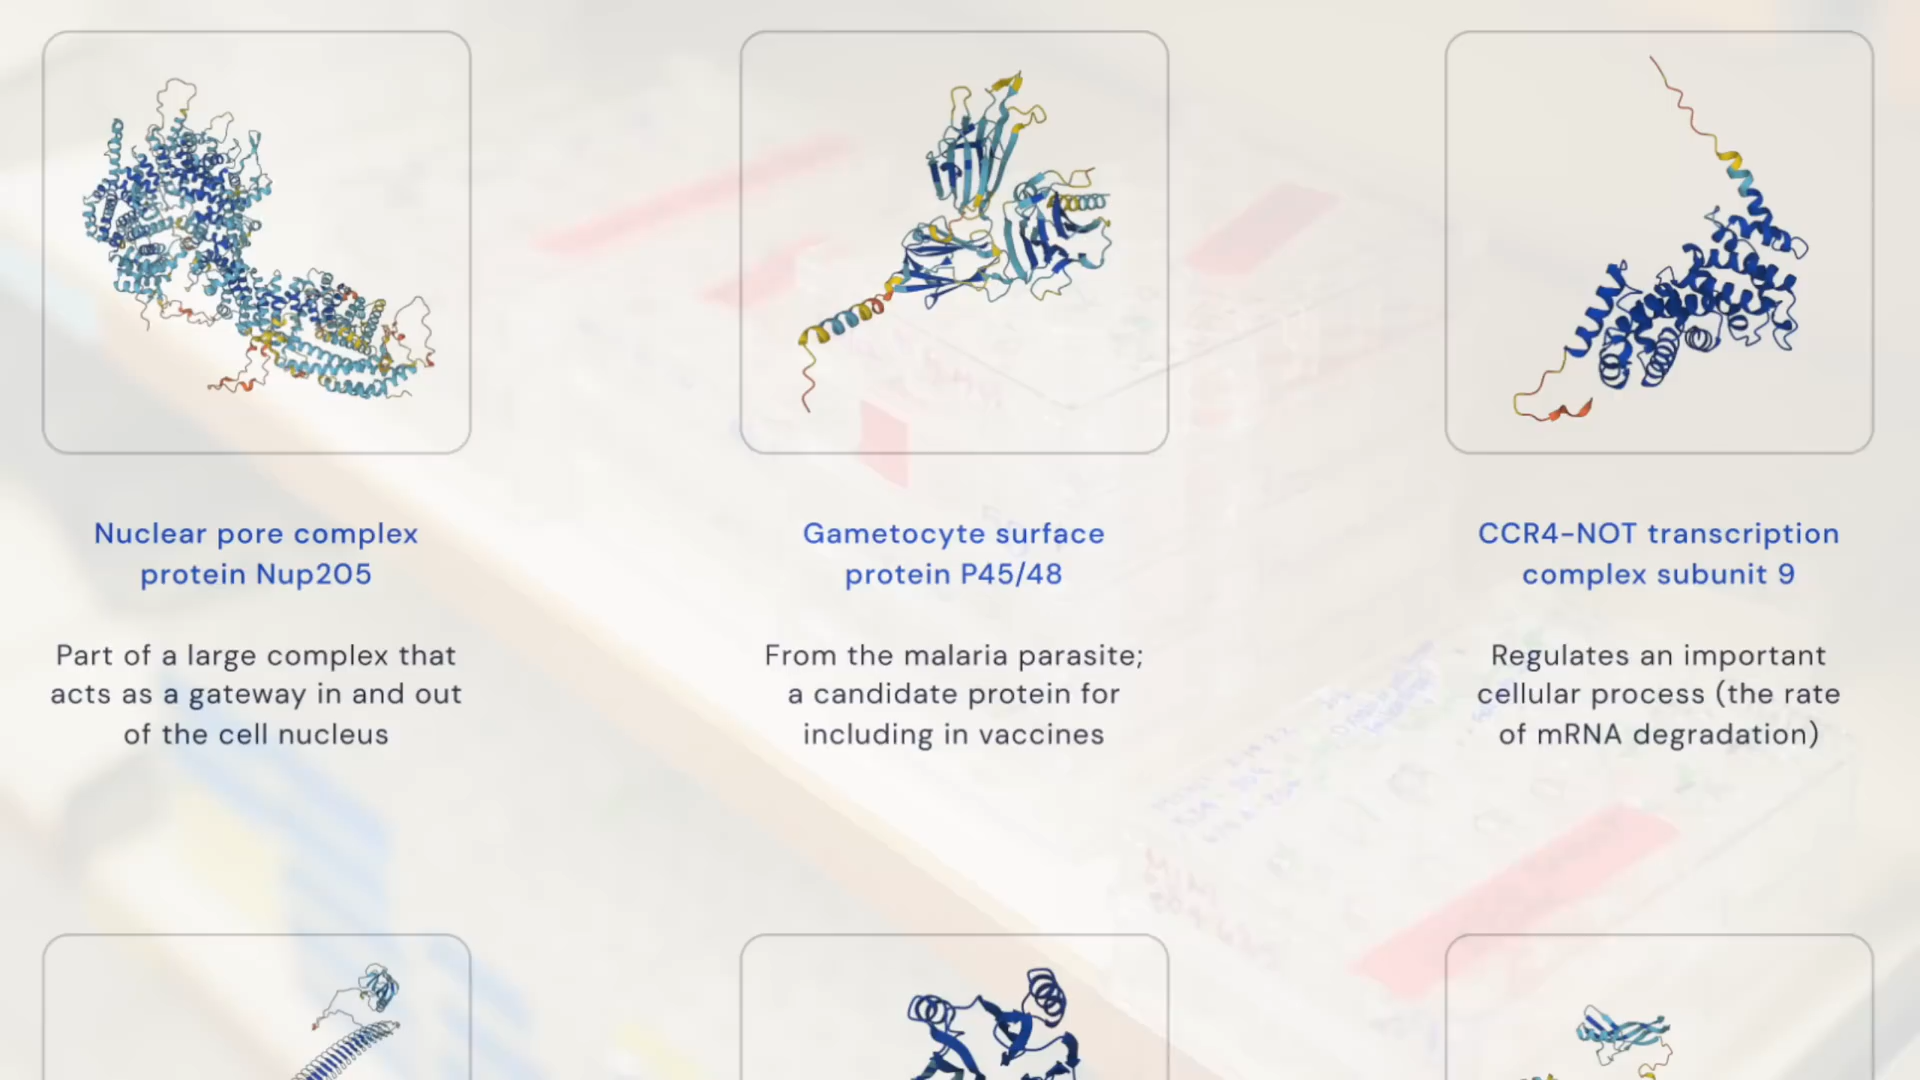 Nuclear pore complex
protein Nup205
Part of a large complex that
acts as a gateway in and out
of the cell nucleus
Gametocyte surface
protein P45/48
From the malaria parasite;
a candidate protein for
including in vaccines
CCR4-NOT transcription
complex subunit 9
Regulates an important
cellular process (the rate
of mRNA degradation)